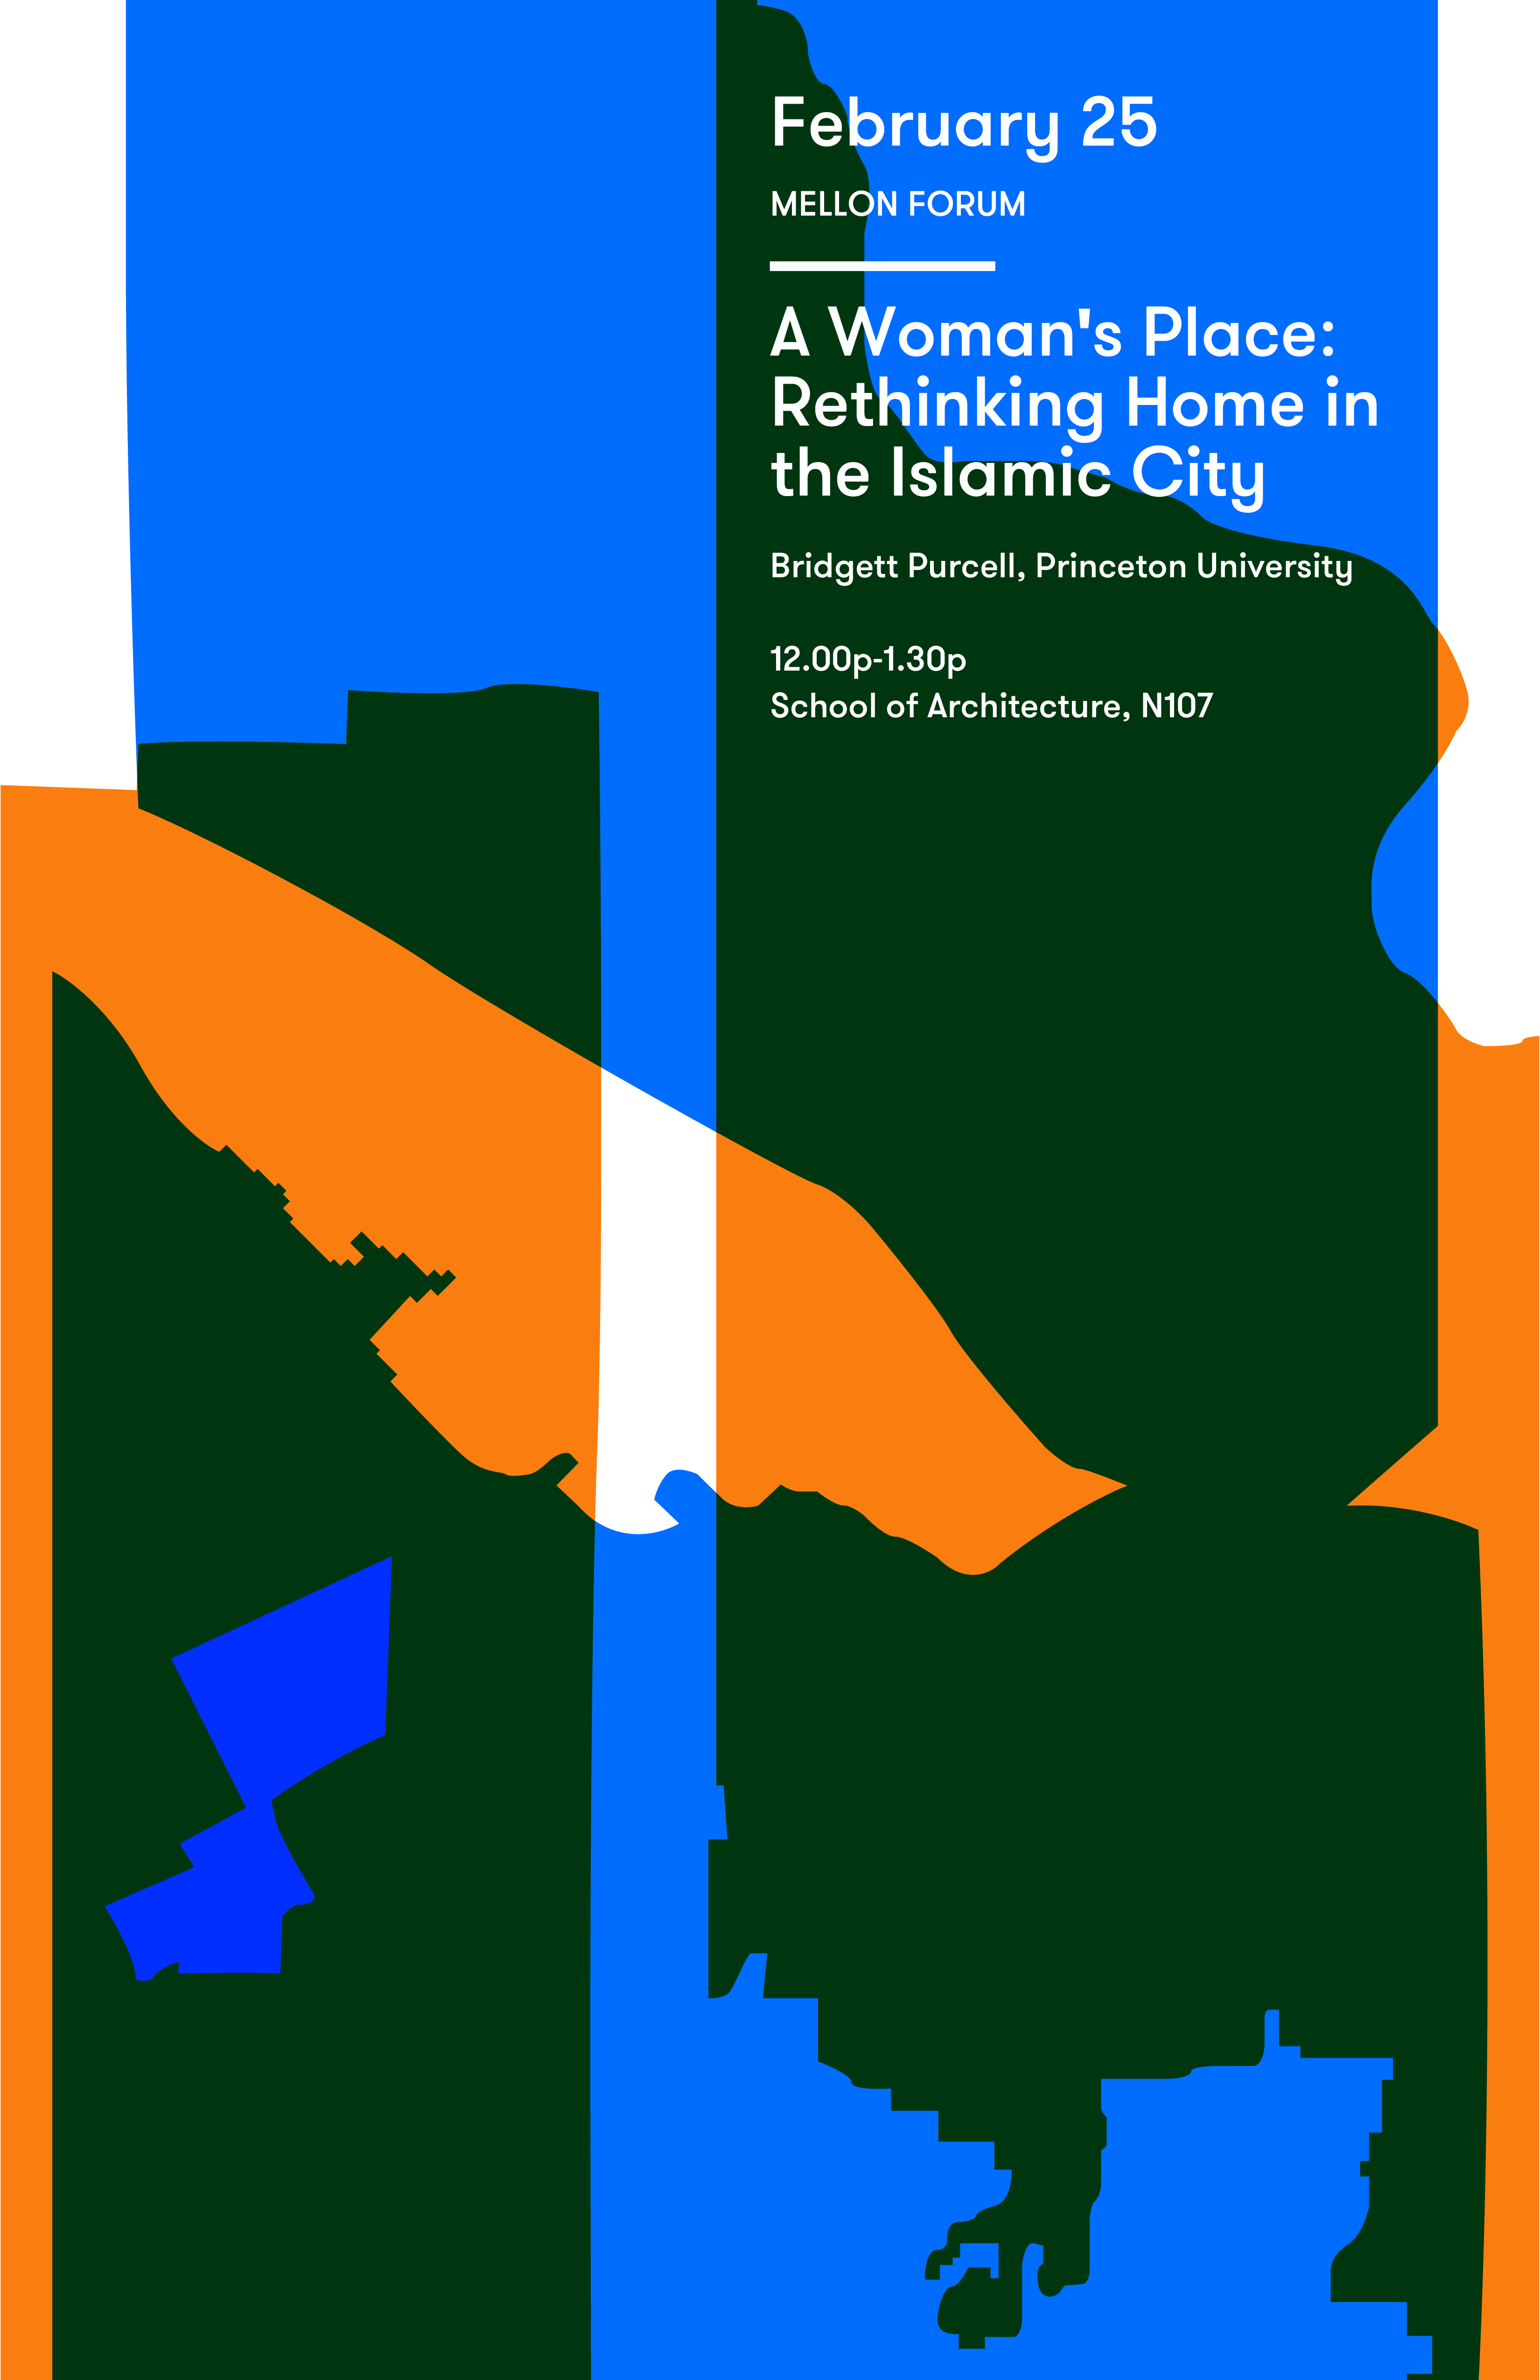 February 25
MELLON FORUM
A Woman's Place:
Rethinking Home in
the Islamic City
Bridgett Purcell, Princeton University
12.00p-1.30p
School of Architecture, N107